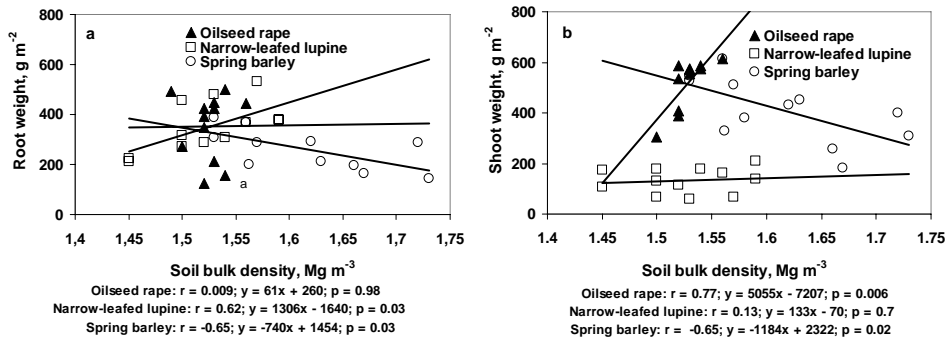 a
Oilseed rape
Narrow-leafed lupine
Spring barley
Root weight, g m-2
800
600
400
200
0
a
1,4 1,45 1,5 1,55 1,6 1,65 1,7 1,75
Soil bulk density, Mg m-3
Oilseed rape: r = 0.009; y = 61x + 260; p = 0.98
Narrow-leafed lupine: r = 0.62; y = 1306x - 1640; p = 0.03
Spring barley: r = -0.65; y = -740x + 1454; p = 0.03
b
Oilseed rape
Narrow-leafed lupine
Spring barley
Shoot weight, g m-2
800
600
400
200
0
1.4 1.45 1.5 1.55 1.6 1.65 1.7 1.75
Soil bulk density, Mg m-3
Oilseed rape: r = 0.77; y = 5055x - 7207; p = 0.006
Narrow-leafed lupine: r = 0.13; y = 133x - 70; p = 0.7
Spring barley: r = -0.65; y = -1184x + 2322; p = 0.02